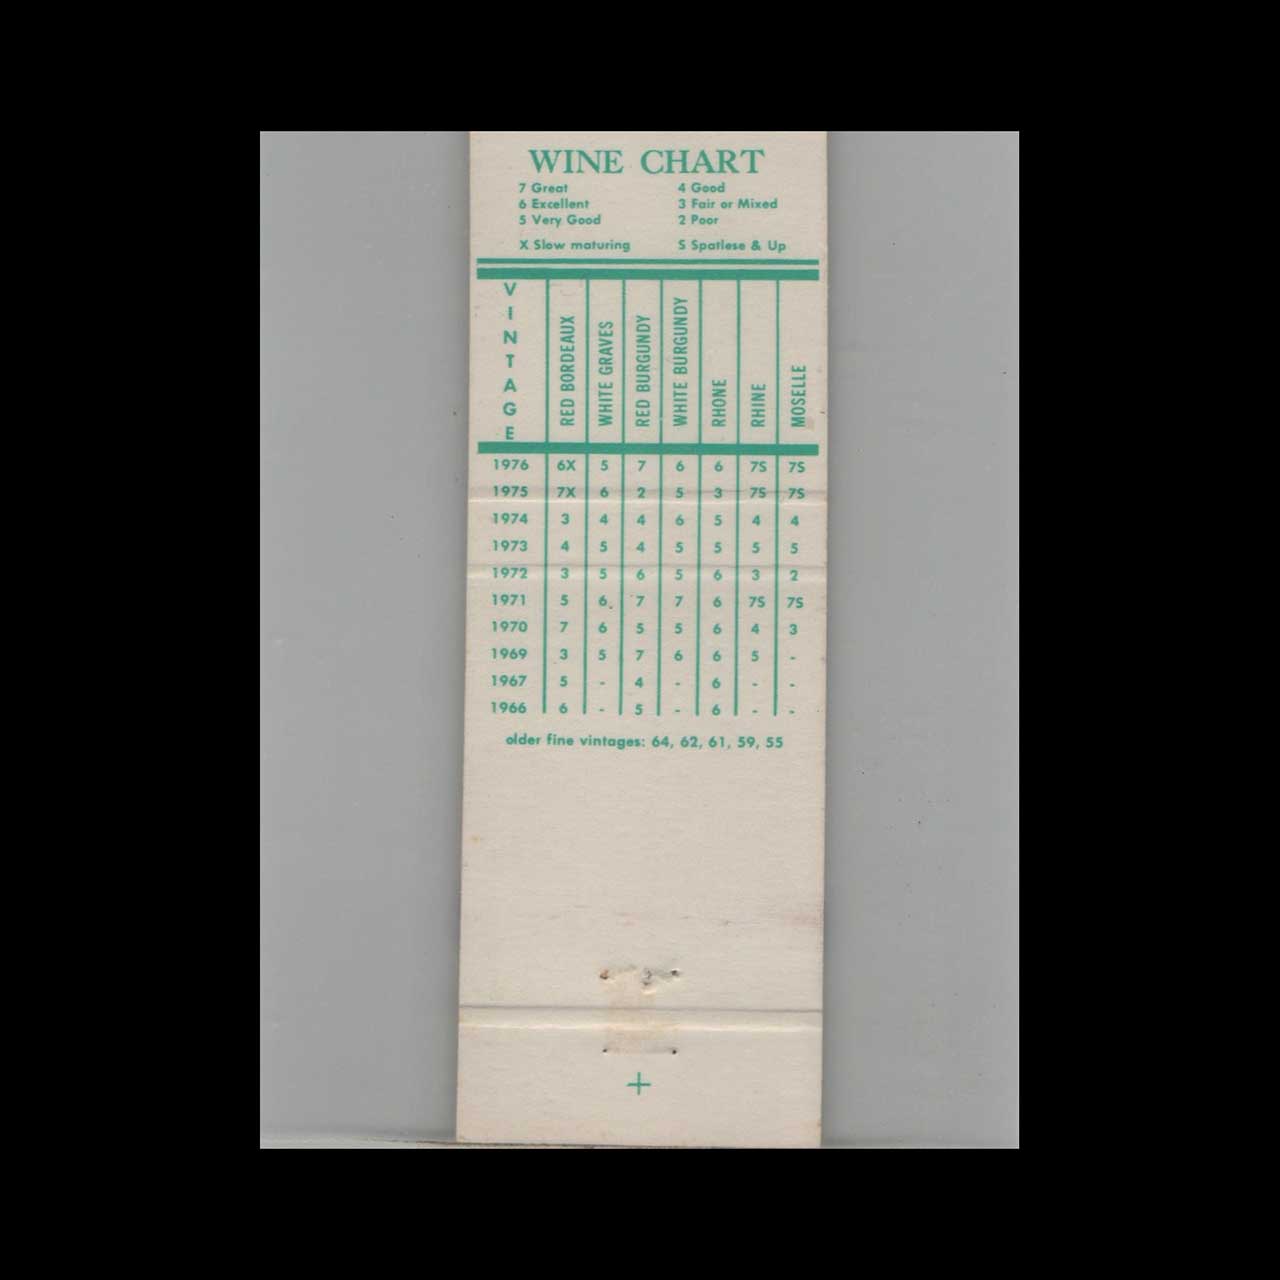 WINE CHART
7 Great 4 Good
6 Excellent 3 Fair or Mixed
5 Very Good 2 Poor
X Slow maturing S Spatlese & Up
VINTAGE RED BORDEAUX WHITE GRAVES RED BURGUNDY WHITE BURGUNDY RHONE RHINE MOSELLE
1976 6X 5 7 6 6 7S 7S
1975 7X 6 2 5 3 7S 7S
1974 3 4 4 6 5 4 4
1973 4 5 4 5 5 5 5
1972 3 5 6 5 6 3 2
1971 5 6 7 7 6 7S 7S
1970 7 6 5 5 6 4 3
1969 3 5 7 6 6 5 -
1967 5 - 4 - 6 - -
1966 6 - 5 - 6 - -
older fine vintages: 64, 62, 61, 59, 55
+